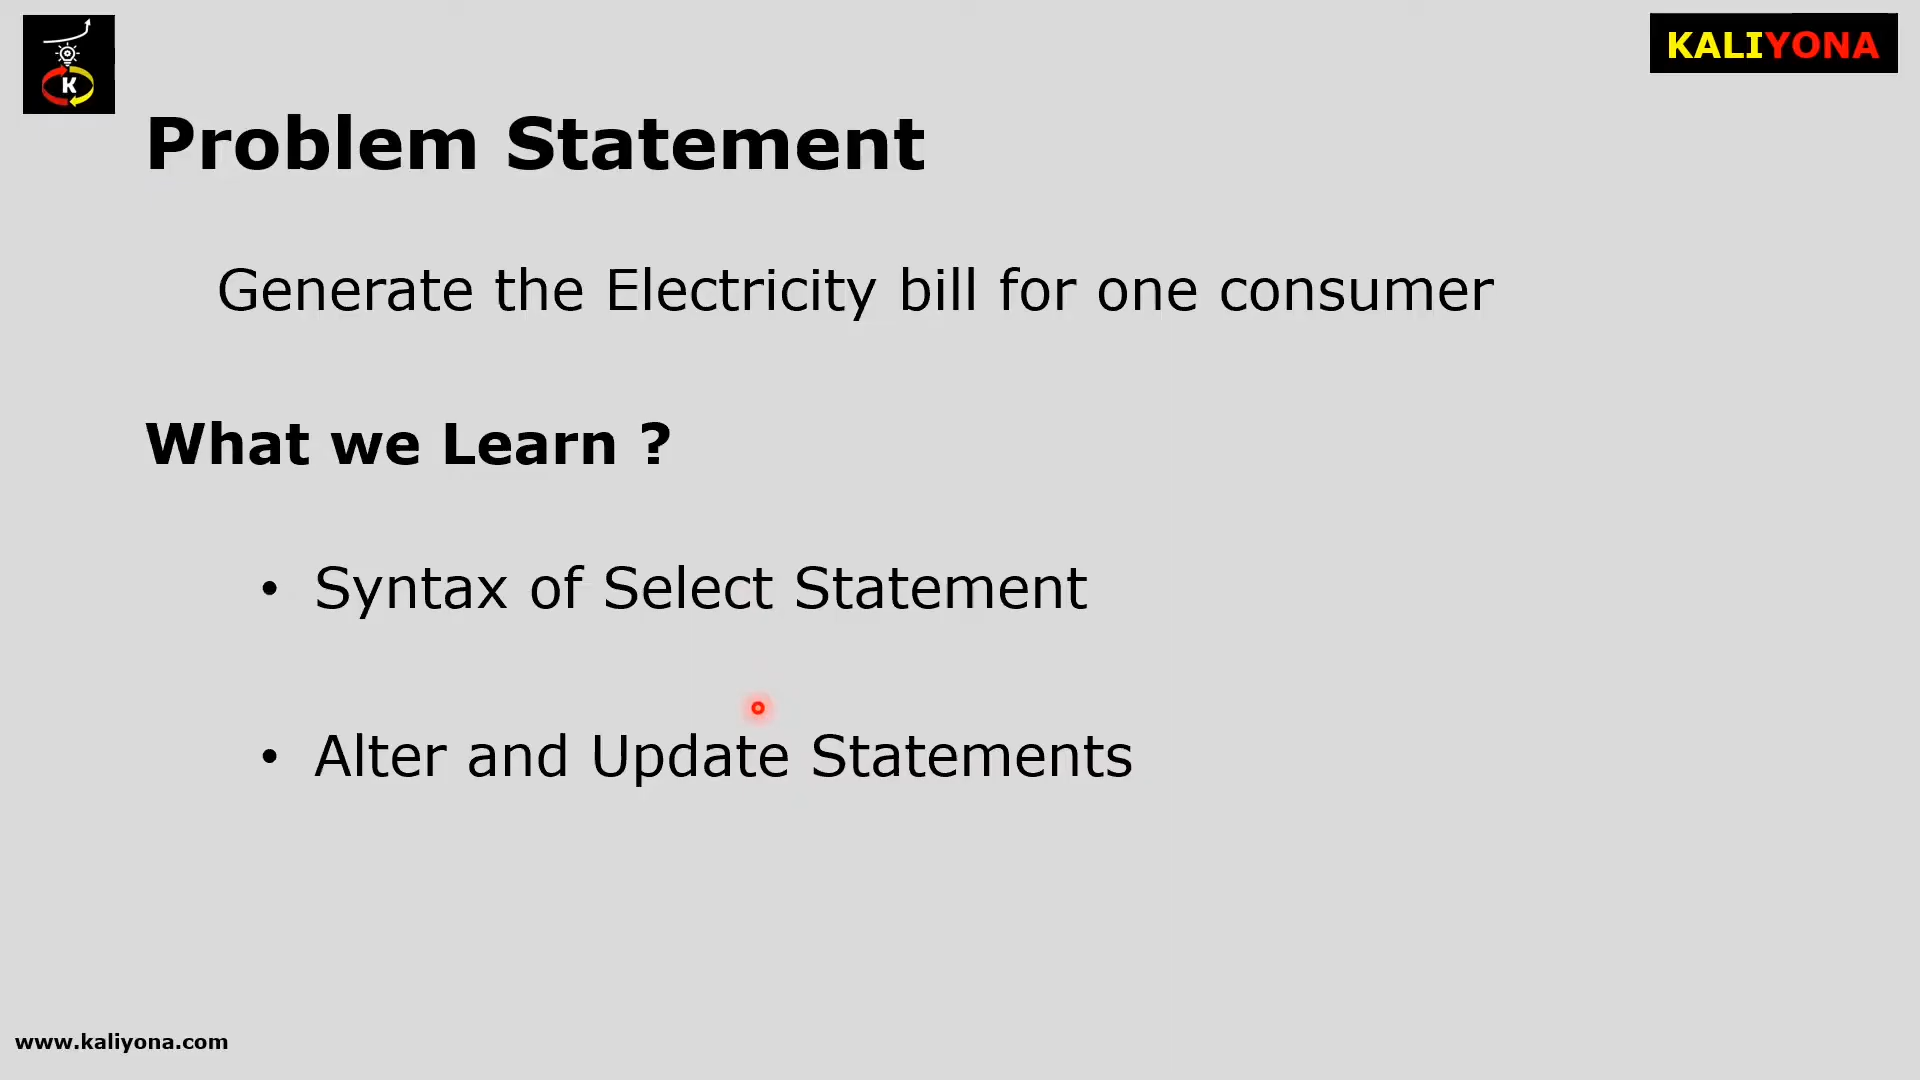 K
KALIYONA
Problem Statement
Generate the Electricity bill for one consumer
What we Learn ?
• Syntax of Select Statement
• Alter and Update Statements
www.kaliyona.com